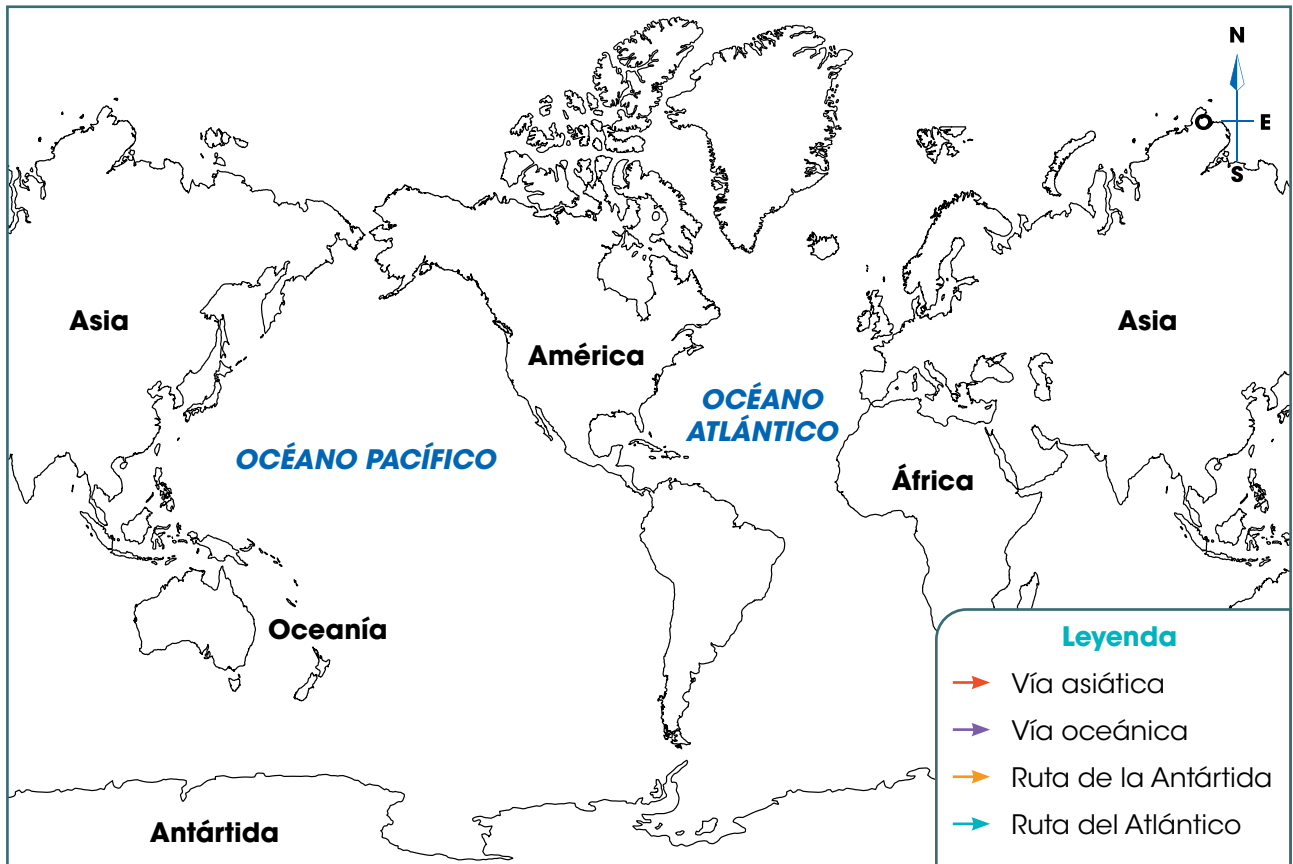 N
O
E
S
Asia
América
Asia
OCÉANO
ATLÁNTICO
OCÉANO PACÍFICO
África
Oceanía
Antártida
Leyenda
Vía asiática
Vía oceánica
Ruta de la Antártida
Ruta del Atlántico